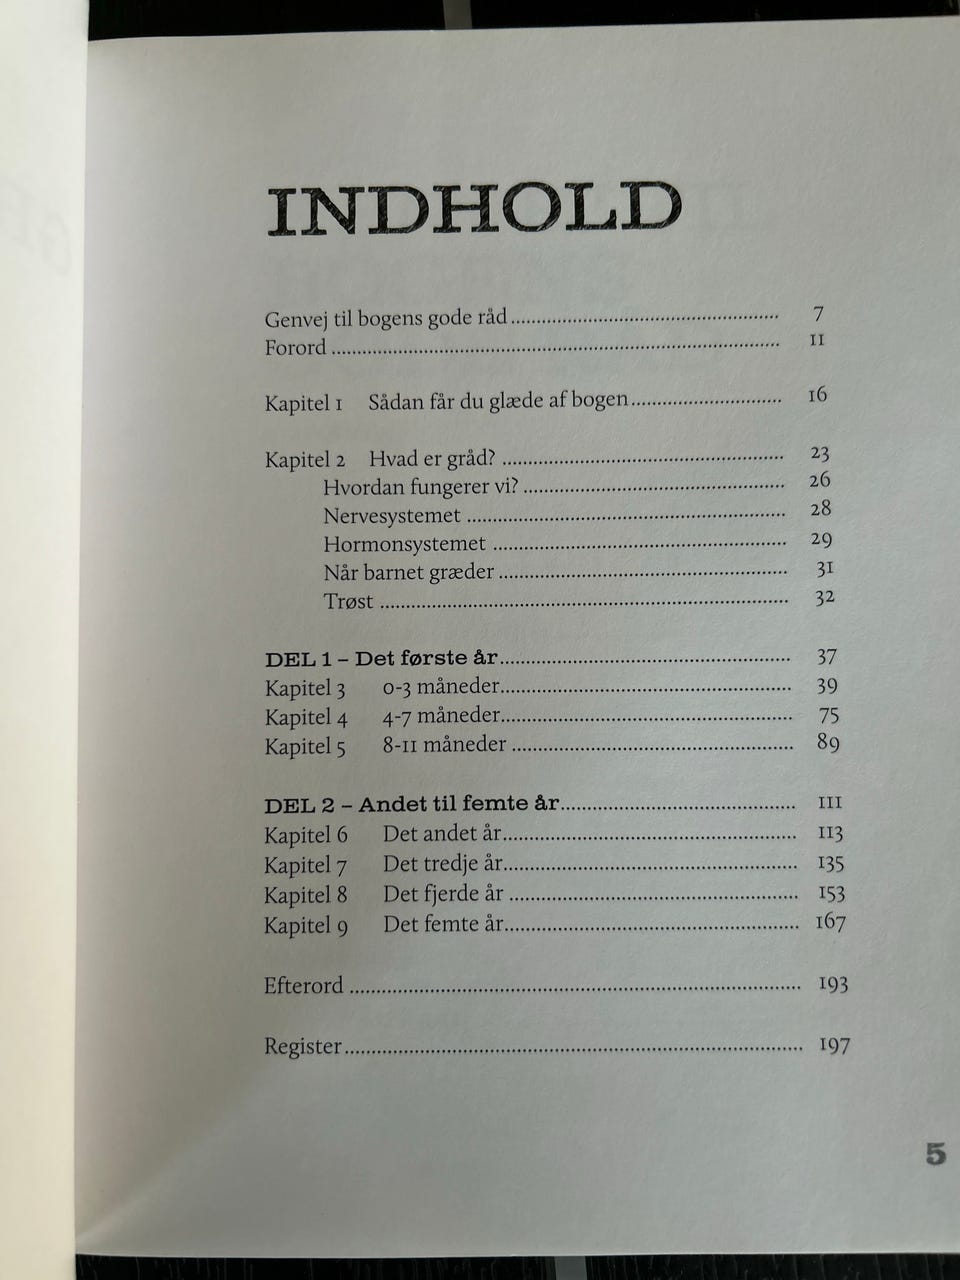 INDHOLD
Genvej til bogens gode råd ........................................ 7
Forord ........................................ 11
Kapitel 1 Sådan får du glæde af bogen ........................................ 16
Kapitel 2 Hvad er gråd? ........................................ 23
Hvordan fungerer vi? ........................................ 26
Nervesystemet ........................................ 28
Hormonsystemet ........................................ 29
Når barnet græder ........................................ 31
Trøst ........................................ 32
DEL 1 – Det første år ........................................ 37
Kapitel 3 0-3 måneder ........................................ 39
Kapitel 4 4-7 måneder ........................................ 75
Kapitel 5 8-11 måneder ........................................ 89
DEL 2 – Andet til femte år ........................................ 111
Kapitel 6 Det andet år ........................................ 113
Kapitel 7 Det tredje år ........................................ 135
Kapitel 8 Det fjerde år ........................................ 153
Kapitel 9 Det femte år ........................................ 167
Efterord ........................................ 193
Register ........................................ 197
5